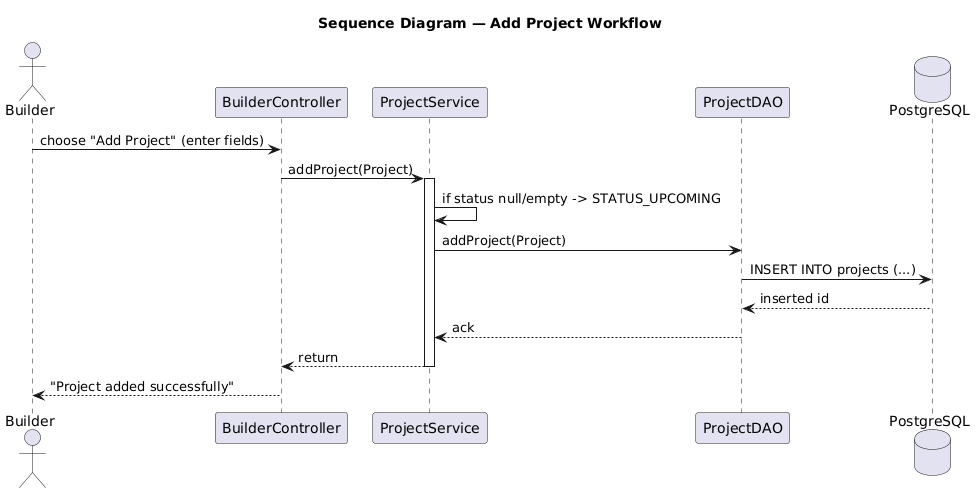 Sequence Diagram — Add Project Workflow
Builder
BuilderController
ProjectService
ProjectDAO
PostgreSQL
choose "Add Project" (enter fields)
addProject(Project)
if status null/empty -> STATUS_UPCOMING
addProject(Project)
INSERT INTO projects (...)
inserted id
ack
return
"Project added successfully"
Builder
BuilderController
ProjectService
ProjectDAO
PostgreSQL